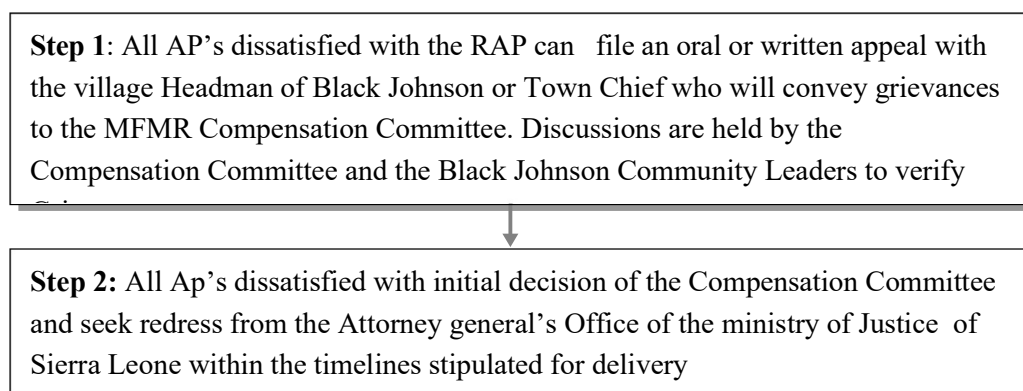 Step 1: All AP’s dissatisfied with the RAP can file an oral or written appeal with
the village Headman of Black Johnson or Town Chief who will convey grievances
to the MFMR Compensation Committee. Discussions are held by the
Compensation Committee and the Black Johnson Community Leaders to verify
Step 2: All Ap’s dissatisfied with initial decision of the Compensation Committee
and seek redress from the Attorney general’s Office of the ministry of Justice of
Sierra Leone within the timelines stipulated for delivery